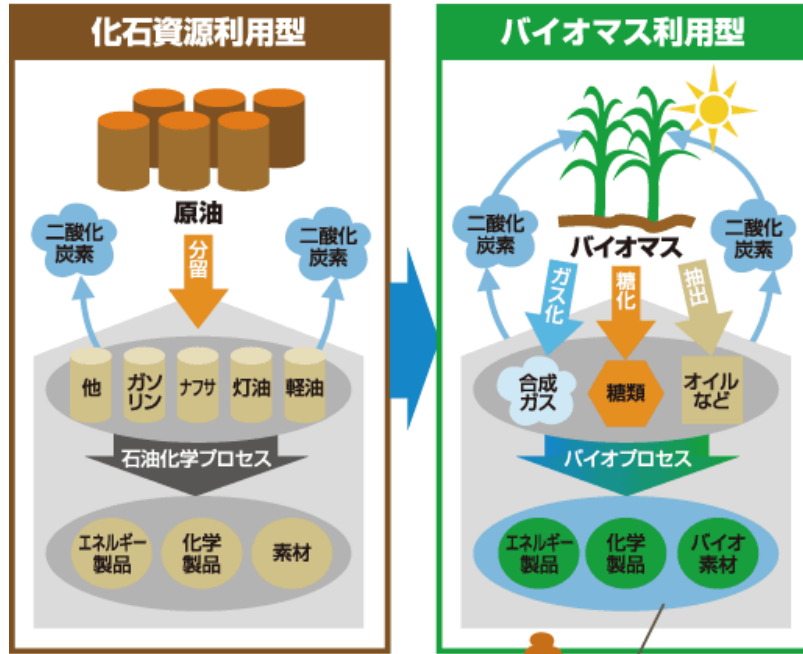 化石資源利用型
原油
二酸化
炭素
二酸化
炭素
分留
他
ガソ
リン
ナフサ
灯油
軽油
石油化学プロセス
エネルギー
製品
化学
製品
素材
バイオマス利用型
二酸化
炭素
二酸化
炭素
バイオマス
ガス化
糖化
抽出
合成
ガス
糖類
オイル
など
バイオプロセス
エネルギー
製品
化学
製品
バイオ
素材